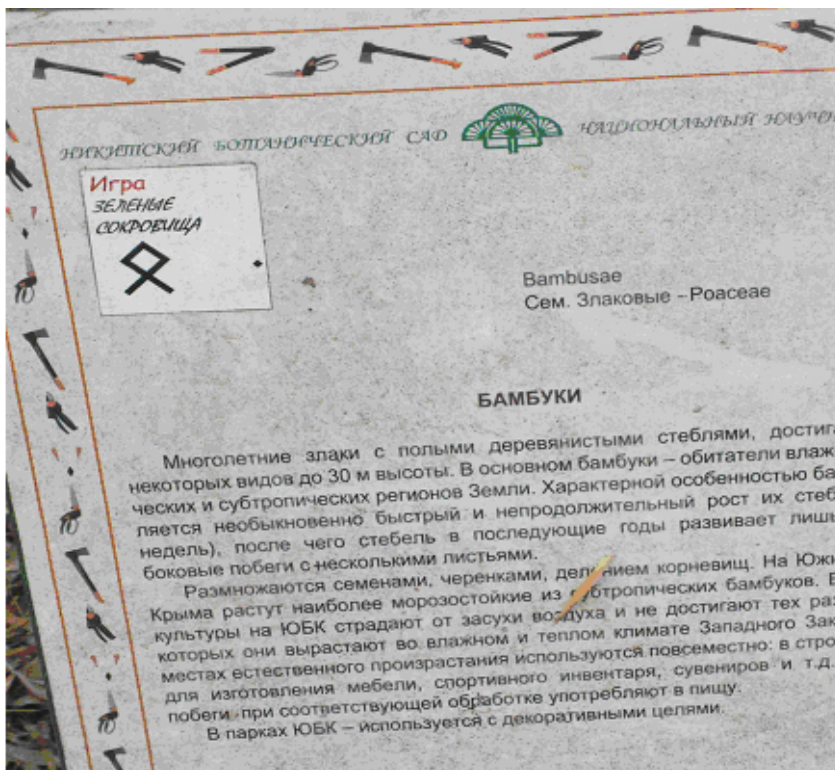 НИКИТСКИЙ БОТАНИЧЕСКИЙ САД НАЦИОНАЛЬНЫЙ НАУЧН
Игра
ЗЕЛЕНЫЕ
СОКРОВИЩА
Bambusae
Сем. Злаковые – Poaceae
БАМБУКИ
Многолетние злаки с полыми деревянистыми стеблями, достига
некоторых видов до 30 м высоты. В основном бамбуки – обитатели влаж
ческих и субтропических регионов Земли. Характерной особенностью ба
ляется необыкновенно быстрый и непродолжительный рост их стеб
недель), после чего стебель в последующие годы развивает лишь
боковые побеги с несколькими листьями.
Размножаются семенами, черенками, делением корневищ. На Южн
Крыма растут наиболее морозостойкие из субтропических бамбуков. В
культуры на ЮБК страдают от засухи воздуха и не достигают тех раз
которых они вырастают во влажном и теплом климате Западного Зак
местах естественного произрастания используются повсеместно: в стро
для изготовления мебели, спортивного инвентаря, сувениров и т.д.
побеги при соответствующей обработке употребляют в пищу.
В парках ЮБК – используется с декоративными целями.